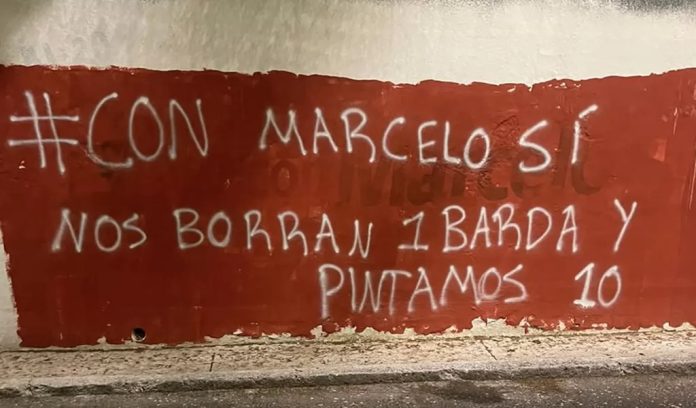 #CON MARCELO SÍ
NOS BORRAN 1 BARDA Y
PINTAMOS 10